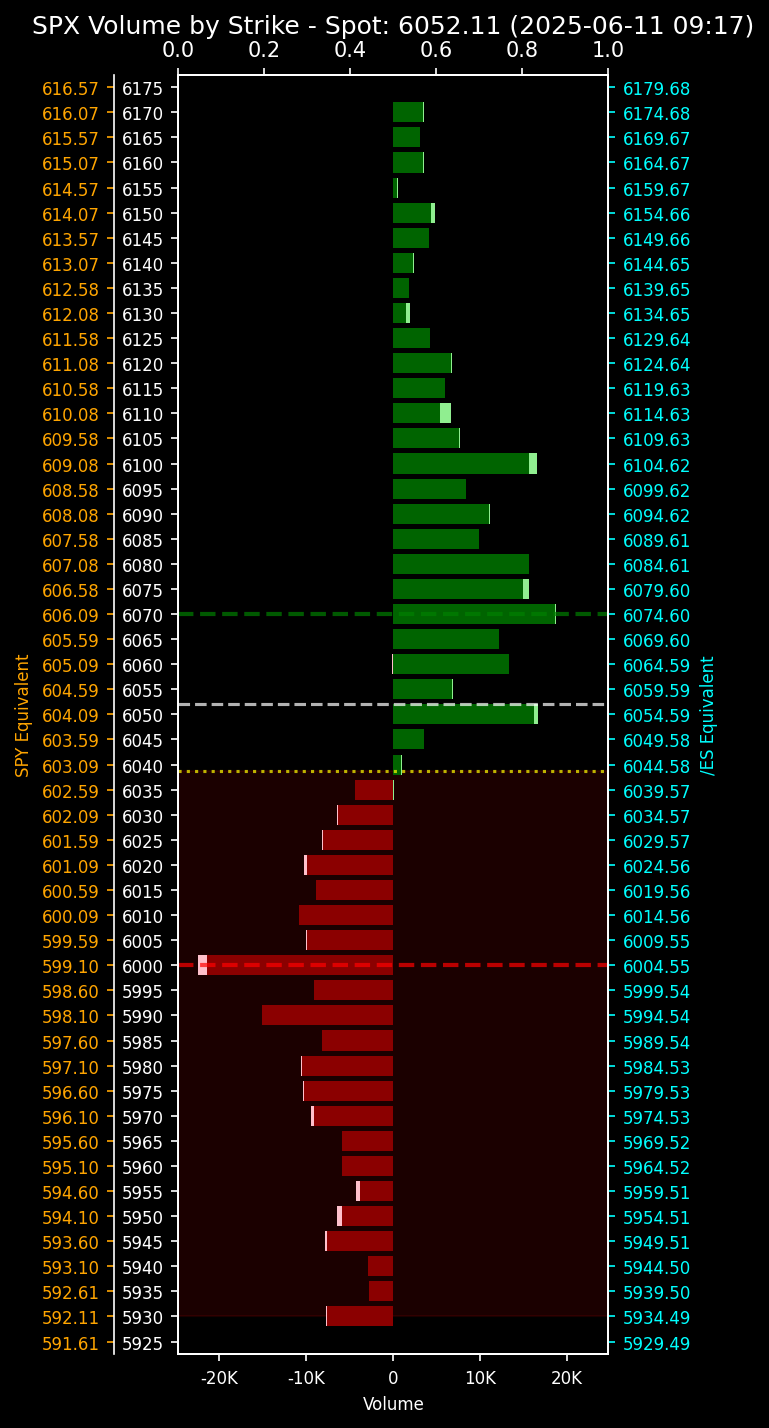 SPX Volume by Strike - Spot: 6052.11 (2025-06-11 09:17)
0.0 0.2 0.4 0.6 0.8 1.0
616.57 6175 6179.68
616.07 6170 6174.68
615.57 6165 6169.67
615.07 6160 6164.67
614.57 6155 6159.67
614.07 6150 6154.66
613.57 6145 6149.66
613.07 6140 6144.65
612.58 6135 6139.65
612.08 6130 6134.65
611.58 6125 6129.64
611.08 6120 6124.64
610.58 6115 6119.63
610.08 6110 6114.63
609.58 6105 6109.63
609.08 6100 6104.62
608.58 6095 6099.62
608.08 6090 6094.62
607.58 6085 6089.61
607.08 6080 6084.61
606.58 6075 6079.60
606.09 6070 6074.60
605.59 6065 6069.60
605.09 6060 6064.59
604.59 6055 6059.59
604.09 6050 6054.59
603.59 6045 6049.58
603.09 6040 6044.58
602.59 6035 6039.57
602.09 6030 6034.57
601.59 6025 6029.57
601.09 6020 6024.56
600.59 6015 6019.56
600.09 6010 6014.56
599.59 6005 6009.55
599.10 6000 6004.55
598.60 5995 5999.54
598.10 5990 5994.54
597.60 5985 5989.54
597.10 5980 5984.53
596.60 5975 5979.53
596.10 5970 5974.53
595.60 5965 5969.52
595.10 5960 5964.52
594.60 5955 5959.51
594.10 5950 5954.51
593.60 5945 5949.51
593.10 5940 5944.50
592.61 5935 5939.50
592.11 5930 5934.49
591.61 5925 5929.49
SPY Equivalent
/ES Equivalent
-20K -10K 0 10K 20K
Volume